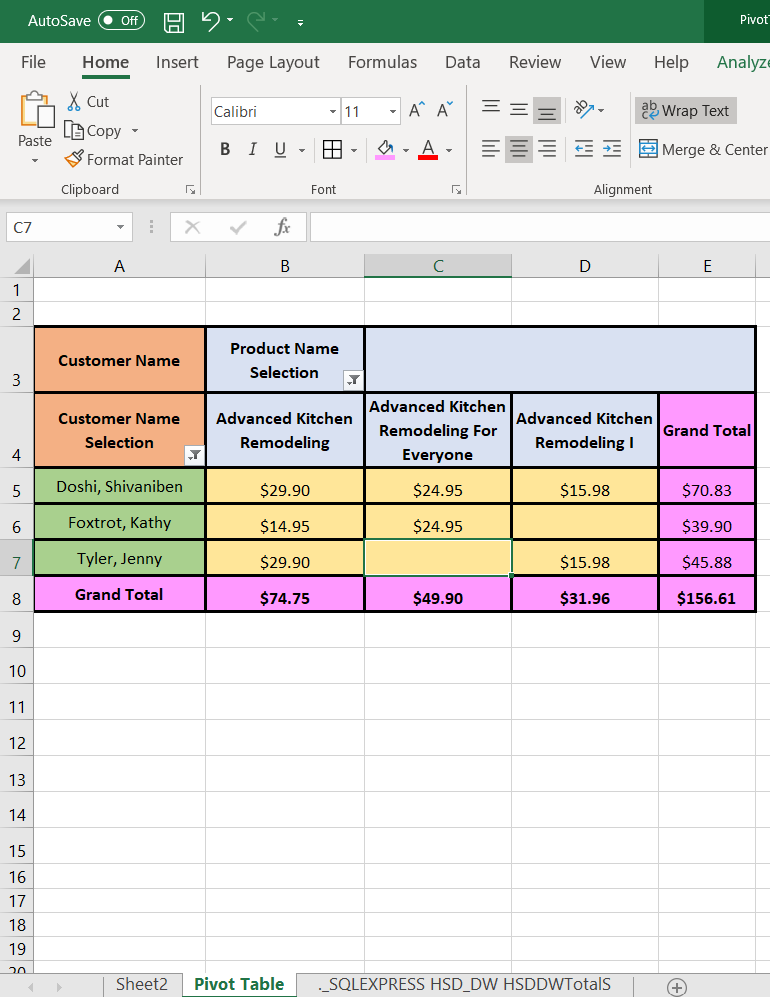 AutoSave Off PivotT
File Home Insert Page Layout Formulas Data Review View Help Analyze
Paste
Cut
Copy
Format Painter
Clipboard
Calibri 11 A^ A˅
B I U A
Font
ab Wrap Text
Merge & Center
Alignment
C7 fx
A B C D E
1
2
3 Customer Name Product Name
Selection
4 Customer Name
Selection
Advanced Kitchen
Remodeling
Advanced Kitchen
Remodeling For
Everyone
Advanced Kitchen
Remodeling I
Grand Total
5 Doshi, Shivaniben $29.90 $24.95 $15.98 $70.83
6 Foxtrot, Kathy $14.95 $24.95 $39.90
7 Tyler, Jenny $29.90 $15.98 $45.88
8 Grand Total $74.75 $49.90 $31.96 $156.61
9
10
11
12
13
14
15
16
17
18
19
20
Sheet2 Pivot Table ._SQLEXPRESS HSD_DW HSDDWTotalS